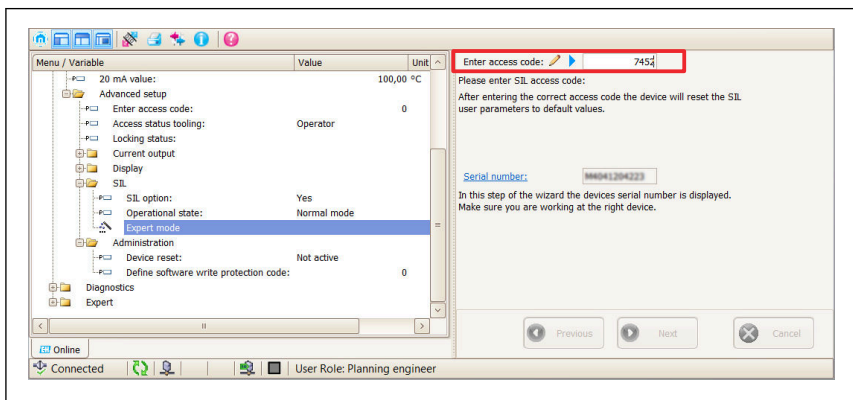 Menu / Variable Value Unit
20 mA value: 100,00 °C
Advanced setup
Enter access code: 0
Access status tooling: Operator
Locking status:
Current output
Display
SIL
SIL option: Yes
Operational state: Normal mode
Expert mode
Administration
Device reset: Not active
Define software write protection code: 0
Diagnostics
Expert
Online
Connected
User Role: Planning engineer
Enter access code: 7452
Please enter SIL access code:
After entering the correct access code the device will reset the SIL
user parameters to default values.
Serial number:
In this step of the wizard the devices serial number is displayed.
Make sure you are working at the right device.
Previous Next Cancel